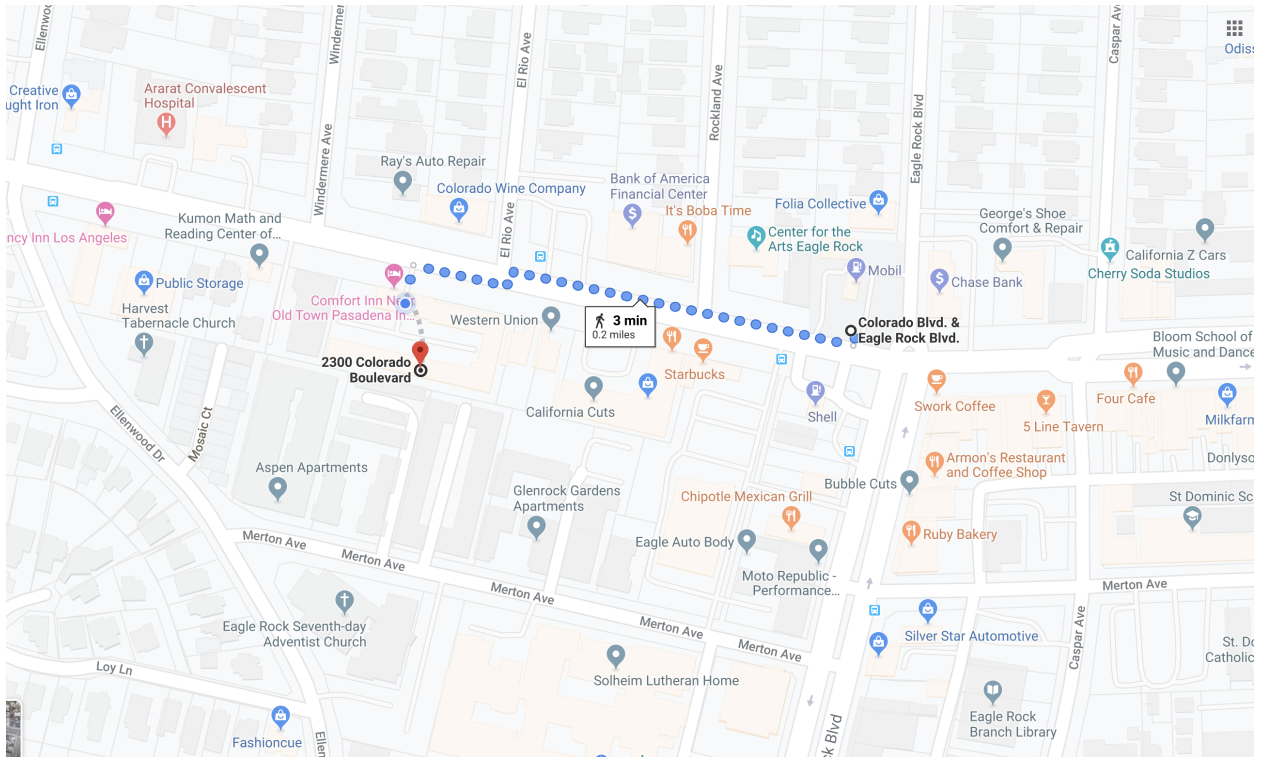 Ellenwoo
Windermer
El Rio Ave
Rockland Ave
Eagle Rock Blvd
Caspar Av
Odiss
Creative
ught Iron
Ararat Convalescent
Hospital
Windermere Ave
Ray's Auto Repair
Colorado Wine Company
Bank of America
Financial Center
It's Boba Time
Folia Collective
Center for the
Arts Eagle Rock
George's Shoe
Comfort & Repair
California Z Cars
Cherry Soda Studios
ncy Inn Los Angeles
Kumon Math and
Reading Center of...
El Rio Ave
Mobil
Chase Bank
Public Storage
Comfort Inn Near
Old Town Pasadena In...
Harvest
Tabernacle Church
Western Union
3 min
0.2 miles
Colorado Blvd. &
Eagle Rock Blvd.
Bloom School of
Music and Dance
2300 Colorado
Boulevard
Starbucks
California Cuts
Shell
Swork Coffee
Four Cafe
5 Line Tavern
Milkfarm
Ellenwood Dr
Mosaic Ct
Aspen Apartments
Armon's Restaurant
and Coffee Shop
Donlyso
Bubble Cuts
Glenrock Gardens
Apartments
Chipotle Mexican Grill
St Dominic Sc
Eagle Auto Body
Ruby Bakery
Merton Ave
Merton Ave
Moto Republic -
Performance...
Merton Ave
Merton Ave
Merton Ave
Merton Ave
Eagle Rock Seventh-day
Adventist Church
Silver Star Automotive
Caspar Ave
St. Do
Catholic
Loy Ln
Solheim Lutheran Home
Eagle Rock
Branch Library
Fashioncue
Ellen
ck Blvd